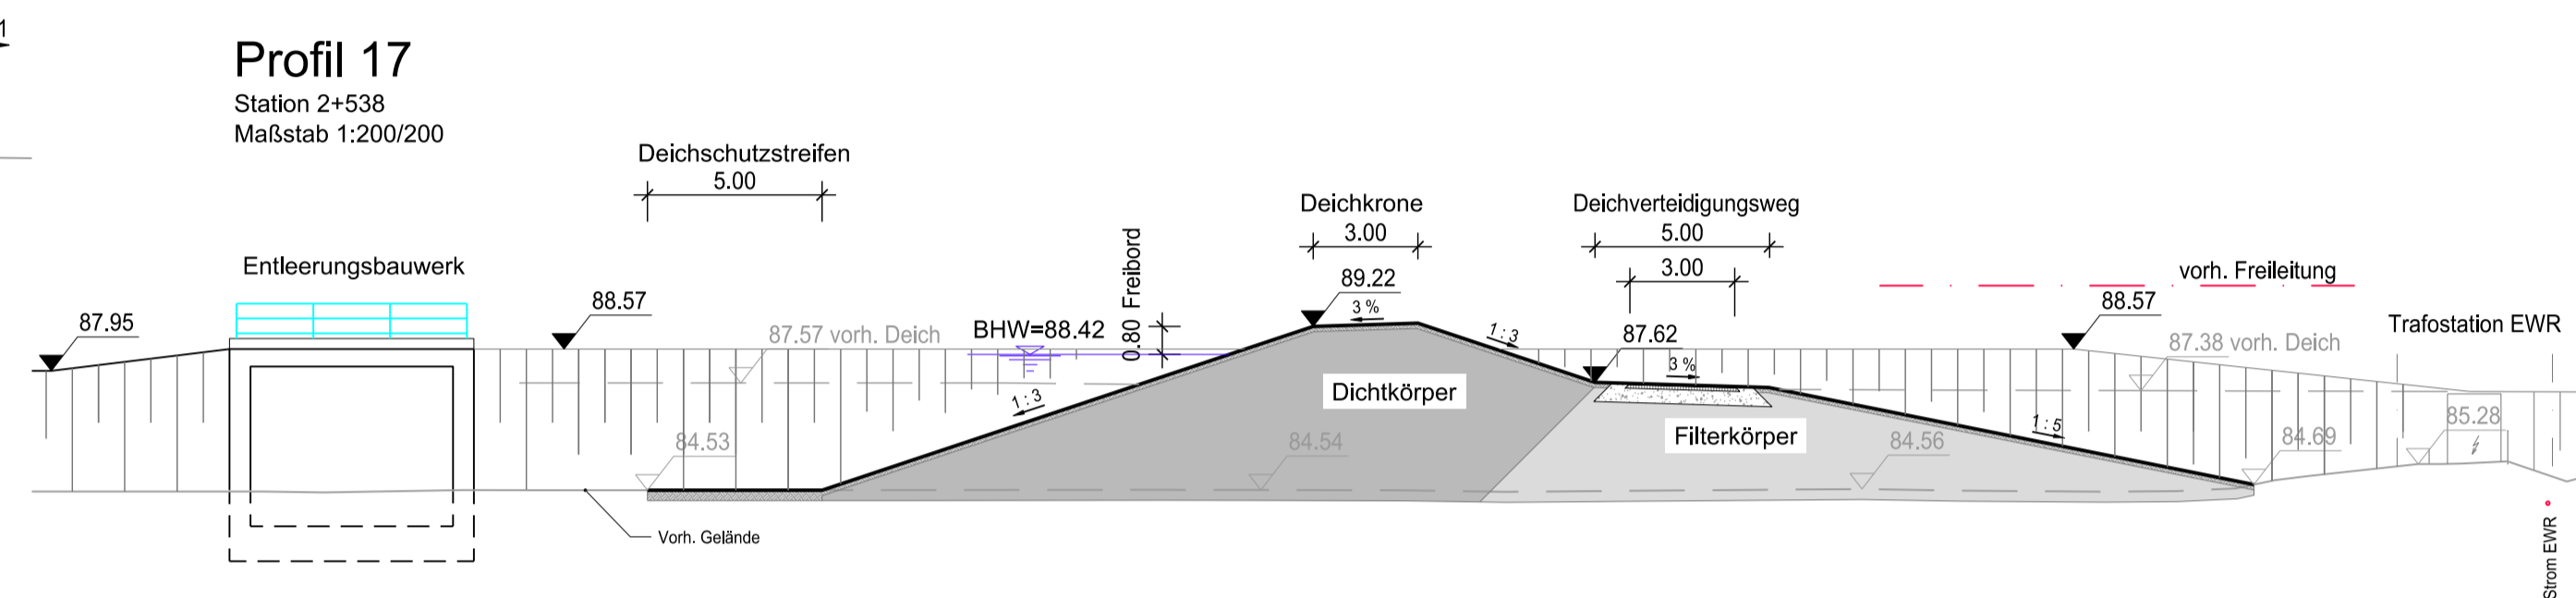 1
Profil 17
Station 2+538
Maßstab 1:200/200
Deichschutzstreifen
5.00
Deichkrone
3.00
Deichverteidigungsweg
5.00
3.00
Entleerungsbauwerk
vorh. Freileitung
87.95
88.57
87.57 vorh. Deich
BHW=88.42
0.80 Freibord
89.22
3 %
1:3
87.62
3 %
88.57
87.38 vorh. Deich
Trafostation EWR
1:3
Dichtkörper
Filterkörper
1:5
84.53
84.54
84.56
84.69
85.28
Vorh. Gelände
Strom EWR